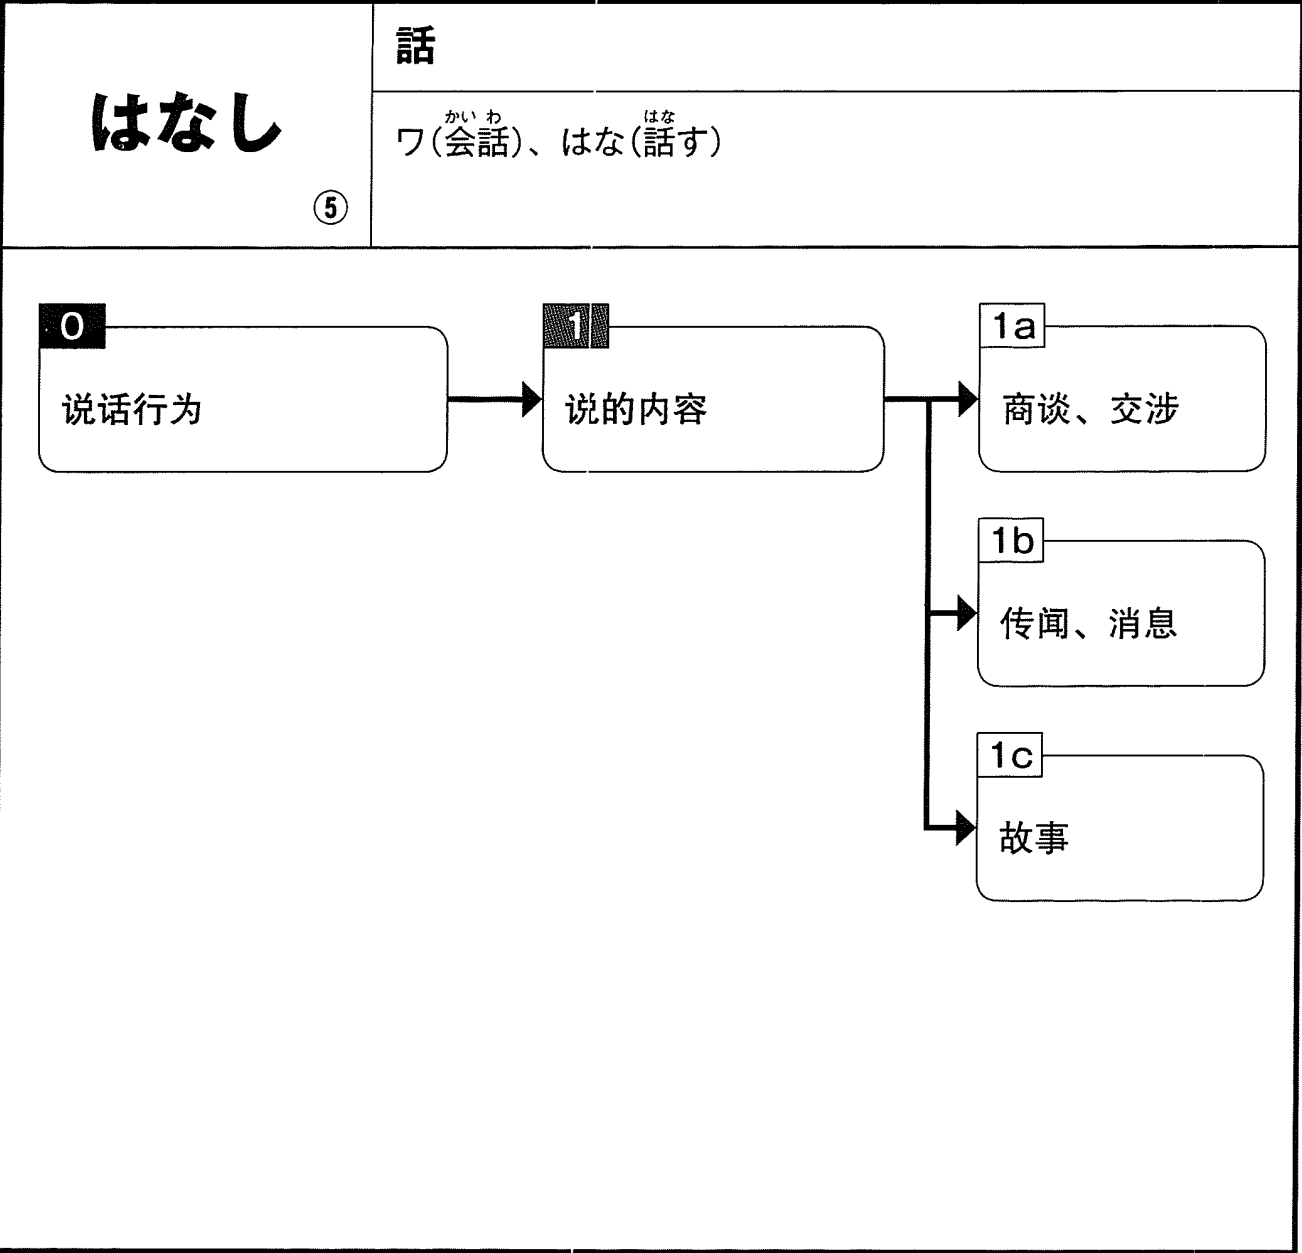 はなし
⑤
話
かい わ はな
ワ(会話)、はな(話す)
0
说话行为
1
说的内容
1a
商谈、交涉
1b
传闻、消息
1c
故事